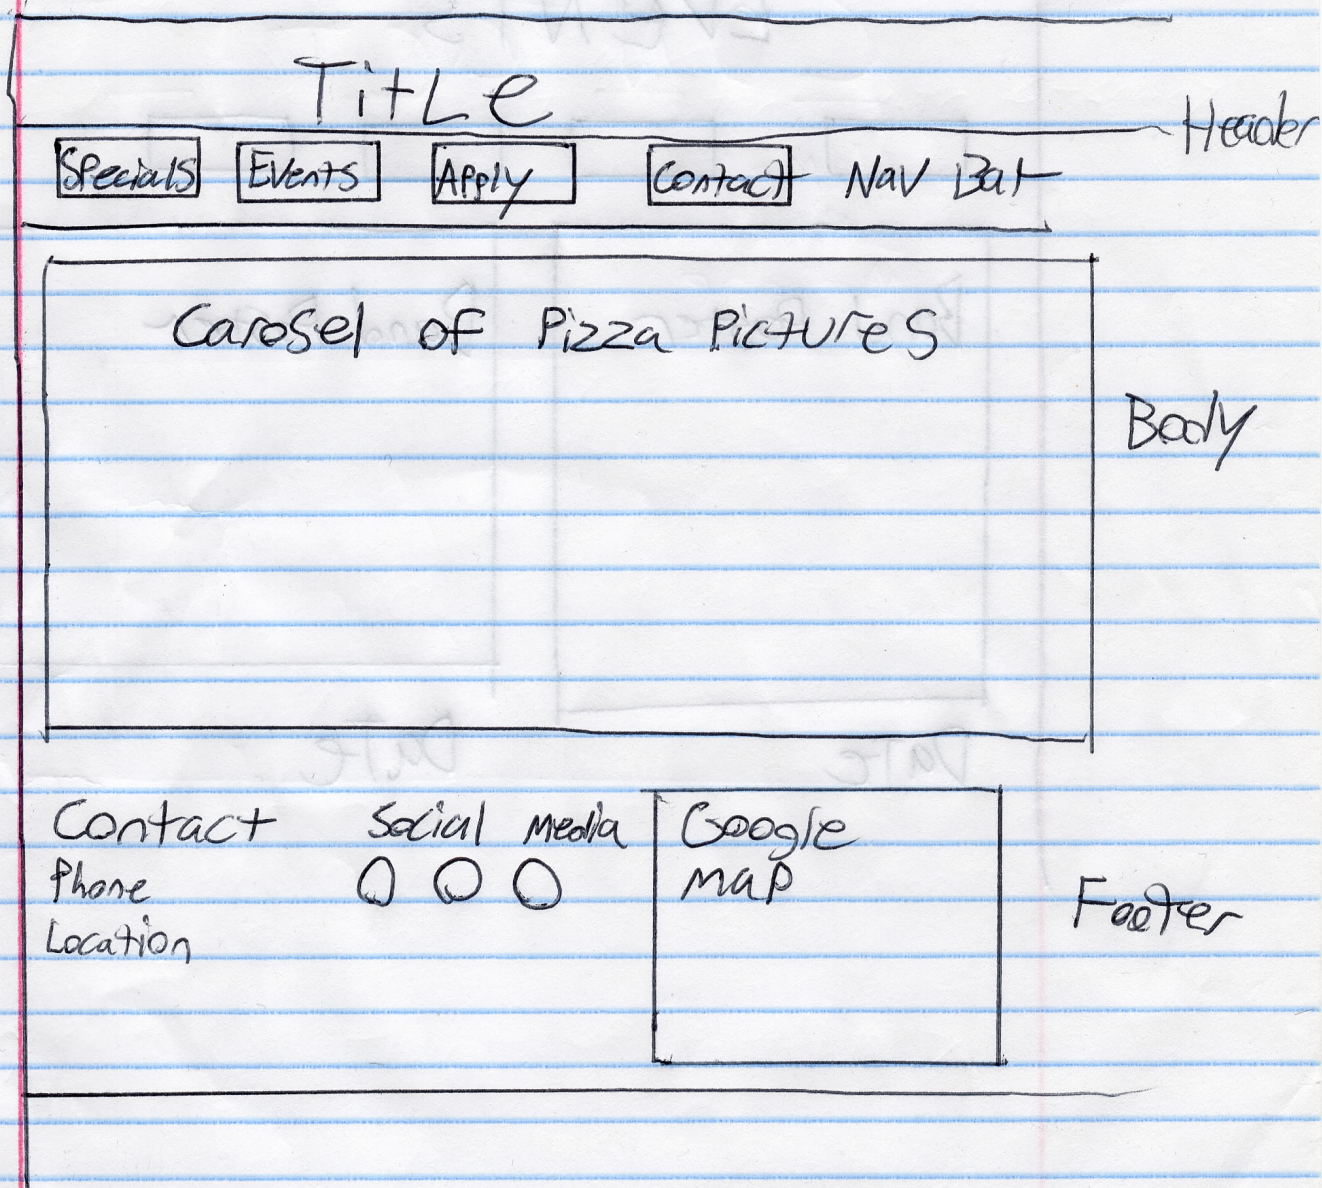 Title
Header
Specials Events Apply Contact Nav Bar
Carosel of Pizza Pictures
Body
Contact Social Media Google
Phone Map
Location
Footer